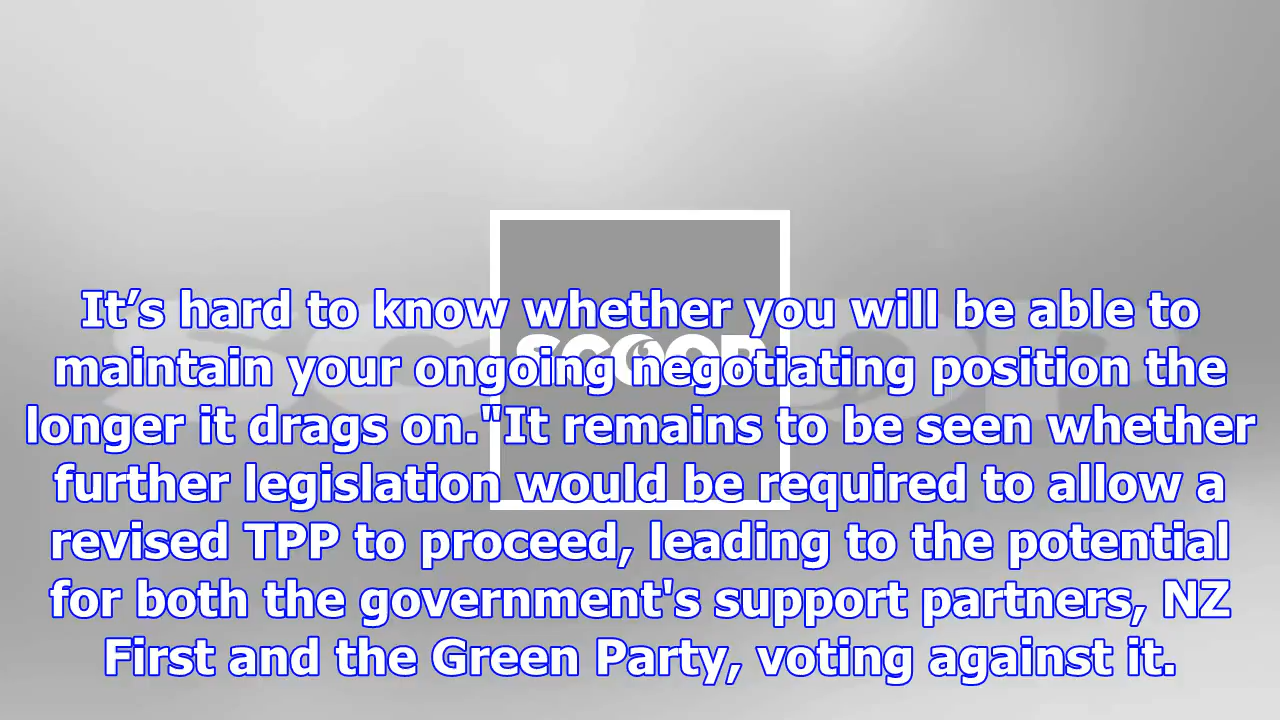 It’s hard to know whether you will be able to
maintain your ongoing negotiating position the
longer it drags on."It remains to be seen whether
further legislation would be required to allow a
revised TPP to proceed, leading to the potential
for both the government's support partners, NZ
First and the Green Party, voting against it.
SCOOP